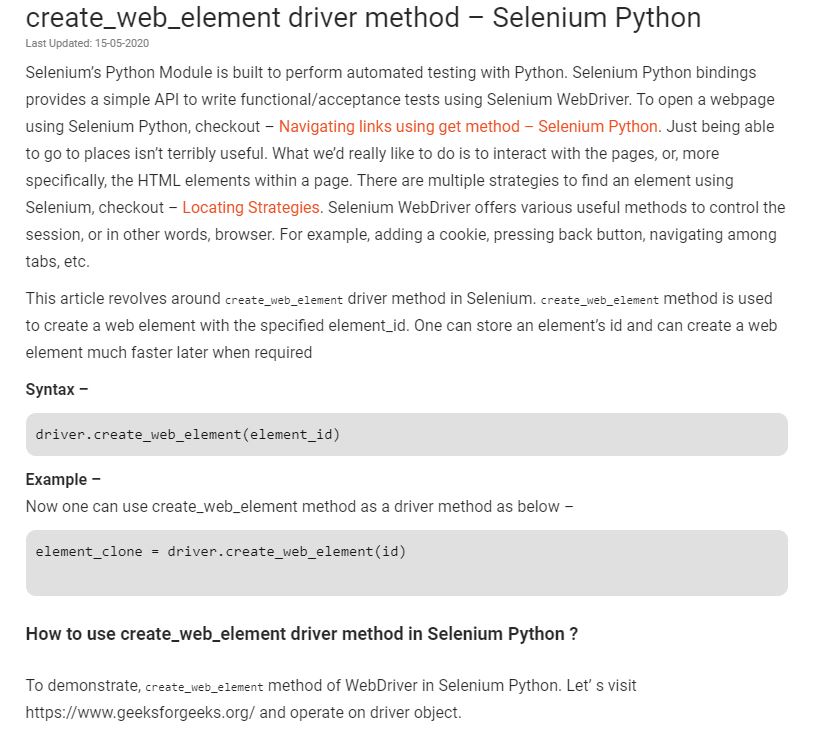 create_web_element driver method – Selenium Python
Last Updated: 15-05-2020
Selenium’s Python Module is built to perform automated testing with Python. Selenium Python bindings
provides a simple API to write functional/acceptance tests using Selenium WebDriver. To open a webpage
using Selenium Python, checkout – Navigating links using get method – Selenium Python. Just being able
to go to places isn’t terribly useful. What we’d really like to do is to interact with the pages, or, more
specifically, the HTML elements within a page. There are multiple strategies to find an element using
Selenium, checkout – Locating Strategies. Selenium WebDriver offers various useful methods to control the
session, or in other words, browser. For example, adding a cookie, pressing back button, navigating among
tabs, etc.
This article revolves around create_web_element driver method in Selenium. create_web_element method is used
to create a web element with the specified element_id. One can store an element’s id and can create a web
element much faster later when required
Syntax –
driver.create_web_element(element_id)
Example –
Now one can use create_web_element method as a driver method as below –
element_clone = driver.create_web_element(id)
How to use create_web_element driver method in Selenium Python ?
To demonstrate, create_web_element method of WebDriver in Selenium Python. Let’ s visit
https://www.geeksforgeeks.org/ and operate on driver object.